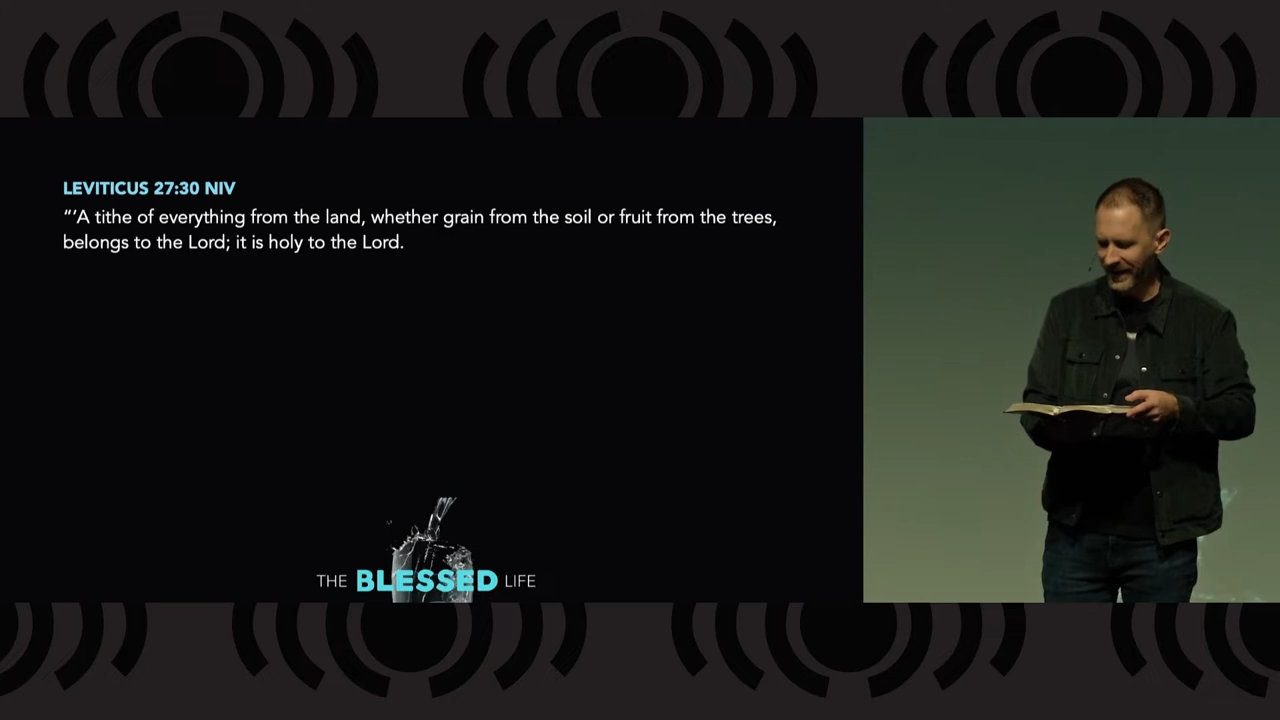 LEVITICUS 27:30 NIV
“‘A tithe of everything from the land, whether grain from the soil or fruit from the trees,
belongs to the Lord; it is holy to the Lord.
THE BLESSED LIFE